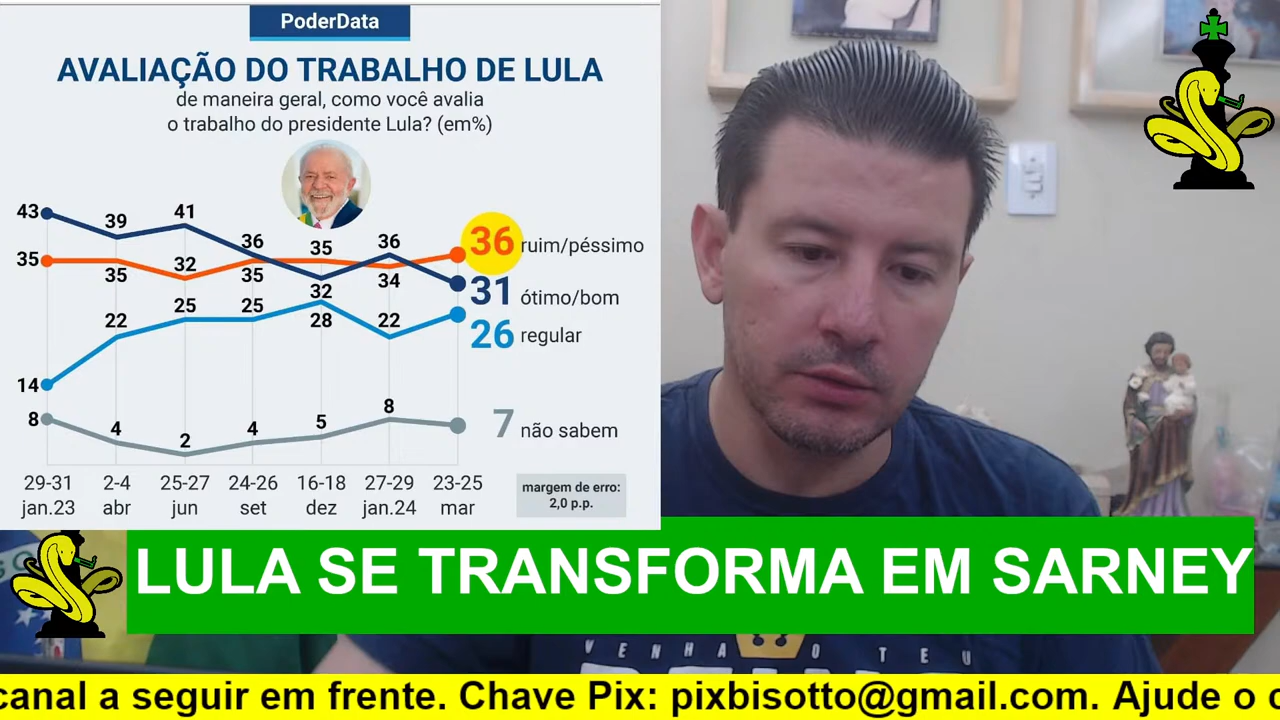 PoderData
AVALIAÇÃO DO TRABALHO DE LULA
de maneira geral, como você avalia
o trabalho do presidente Lula? (em%)
43
39
41
36
35
36
36 ruim/péssimo
35
35
32
35
32
34
31 ótimo/bom
14
22
25
25
28
22
26 regular
8
4
2
4
5
8
7 não sabem
29-31 2-4 25-27 24-26 16-18 27-29 23-25
jan.23 abr jun set dez jan.24 mar
margem de erro:
2,0 p.p.
LULA SE TRANSFORMA EM SARNEY
VENHA O TEU
canal a seguir em frente. Chave Pix: pixbisotto@gmail.com. Ajude o